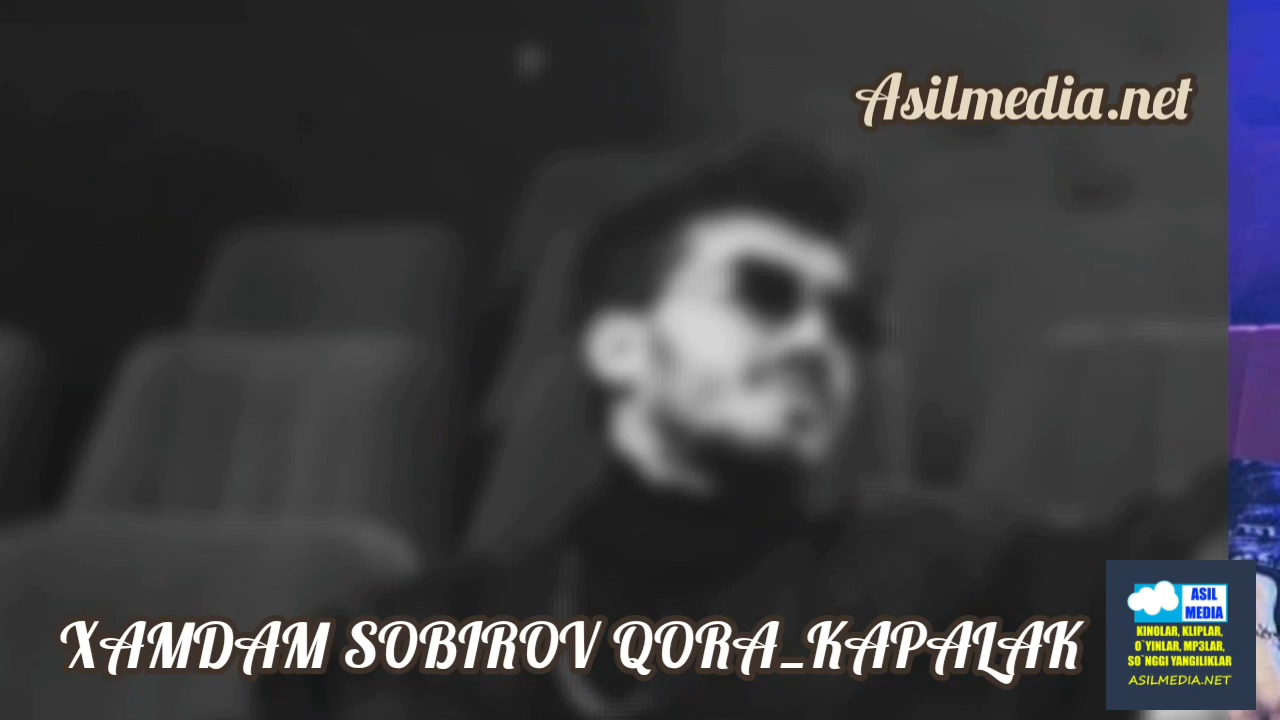 Asilmedia.net
XAMDAM SOBIROV QORA_KAPALAK
ASIL
MEDIA
KINOLAR, KLIPLAR,
O`YINLAR, MP3LAR,
SO`NGGI YANGILIKLAR
ASILMEDIA.NET